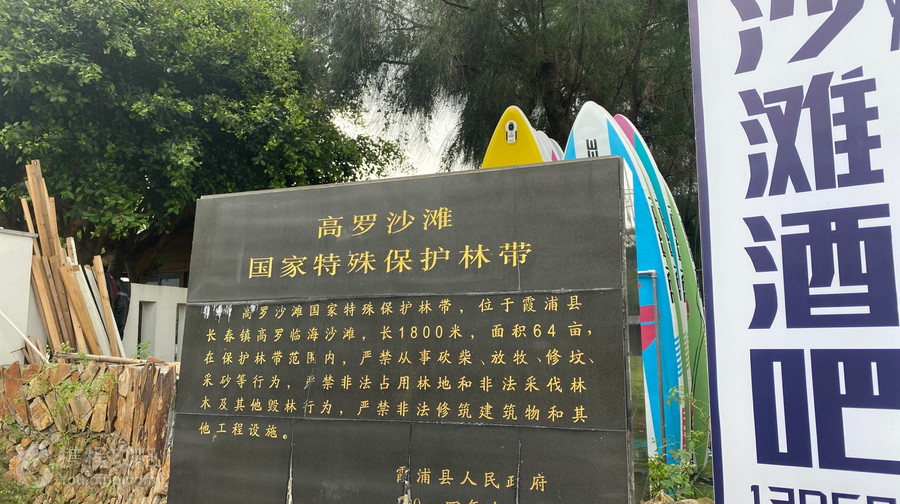 高罗沙滩
国家特殊保护林带
高罗沙滩国家特殊保护林带，位于霞浦县
长春镇高罗临海沙滩，长1800米，面积64亩，
在保护林带范围内，严禁从事砍柴、放牧、修坟、
采砂等行为，严禁非法占用林地和非法采伐林
木及其他毁林行为，严禁非法修筑建筑物和其
他工程设施。
霞浦县人民政府
沙滩酒吧